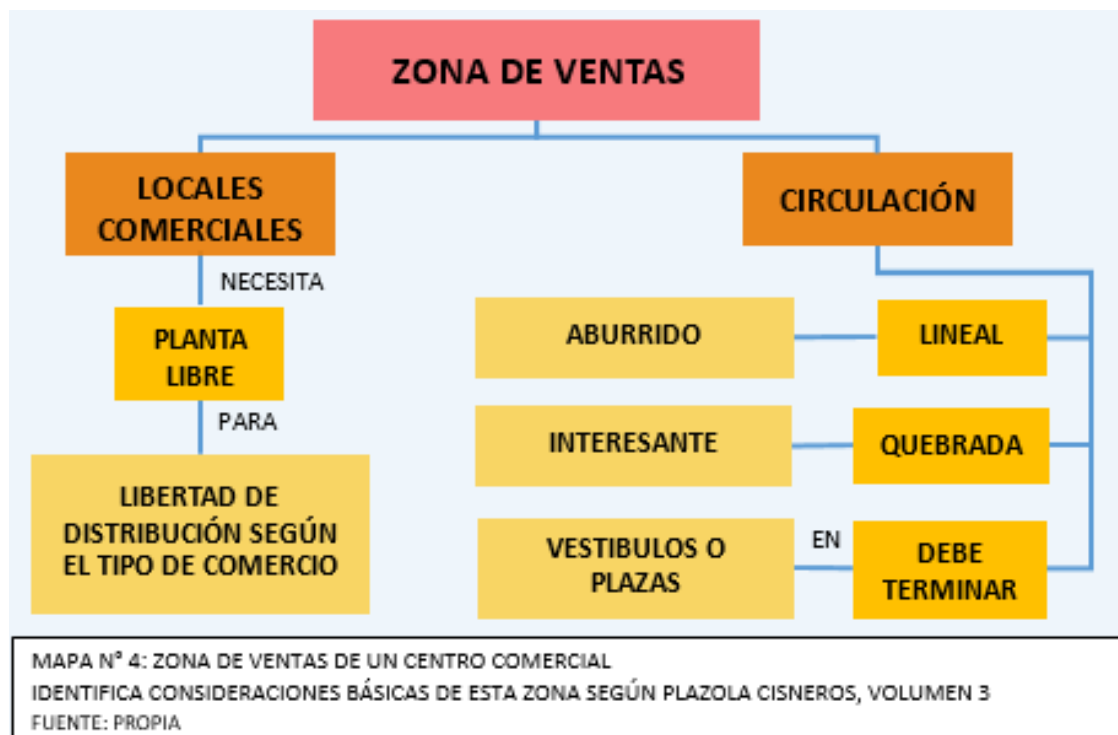 ZONA DE VENTAS
LOCALES
COMERCIALES
CIRCULACIÓN
NECESITA
PLANTA
LIBRE
PARA
LIBERTAD DE
DISTRIBUCIÓN SEGÚN
EL TIPO DE COMERCIO
ABURRIDO
LINEAL
INTERESANTE
QUEBRADA
VESTIBULOS O
PLAZAS
EN
DEBE
TERMINAR
MAPA N° 4: ZONA DE VENTAS DE UN CENTRO COMERCIAL
IDENTIFICA CONSIDERACIONES BÁSICAS DE ESTA ZONA SEGÚN PLAZOLA CISNEROS, VOLUMEN 3
FUENTE: PROPIA